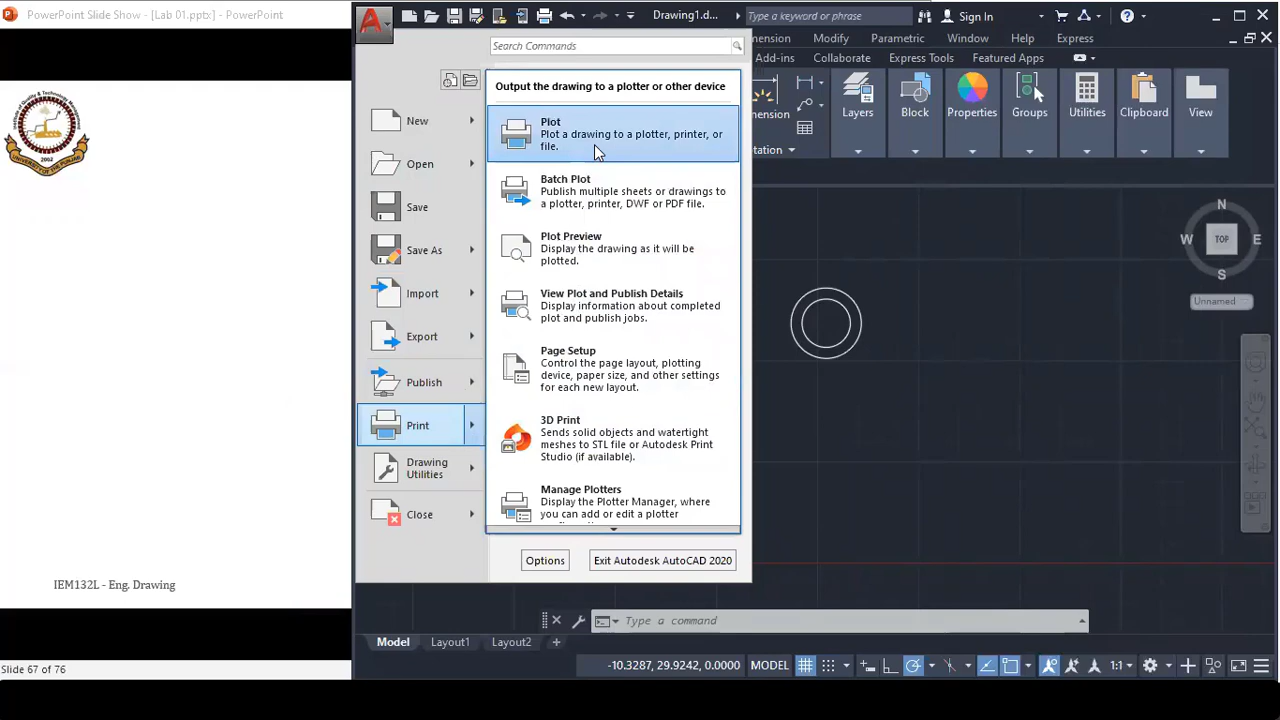 PowerPoint Slide Show - [Lab 01.ppb:] - PowerPoint
Drawing1.d...
Type a keyword or phrase
Sign In
Search Commands
Dimension
Modify
Parametric
Window
Help
Express
Add-ins
Collaborate
Express Tools
Featured Apps
Output the drawing to a plotter or other device
New
Open
Save
Save As
Import
Export
Publish
Print
Drawing
Utilities
Close
Plot
Plot a drawing to a plotter, printer, or
file.
Batch Plot
Publish multiple sheets or drawings to
a plotter, printer, DWF or PDF file.
Plot Preview
Display the drawing as it will be
plotted.
View Plot and Publish Details
Display information about completed
plot and publish jobs.
Page Setup
Control the page layout, plotting
device, paper size, and other settings
for each new layout.
3D Print
Sends solid objects and watertight
meshes to STL file or Autodesk Print
Studio (if available).
Manage Plotters
Display the Plotter Manager, where
you can add or edit a plotter
Options
Exit Autodesk AutoCAD 2020
Layers
Block
Properties
Groups
Utilities
Clipboard
View
N
W
TOP
E
S
Unnamed
2002
IEM132L - Eng. Drawing
Type a command
Model
Layout1
Layout2
Slide 67 of 76
-10.3287, 29.9242, 0.0000
MODEL
1:1